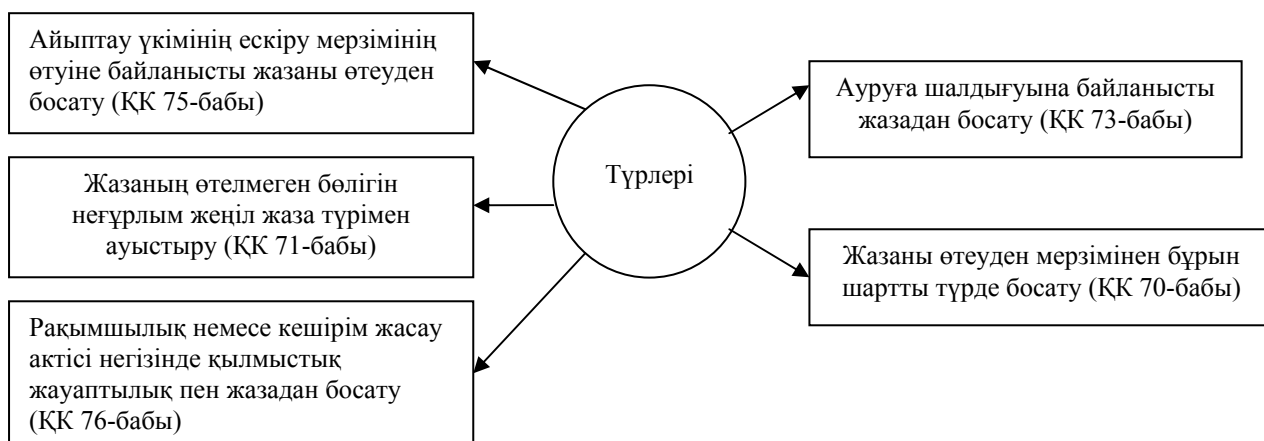 Айыптау үкімінің ескіру мерзімінің
өтуіне байланысты жазаны өтеуден
босату (ҚК 75-бабы)
Жазаның өтелмеген бөлігін
неғұрлым жеңіл жаза түрімен
ауыстыру (ҚК 71-бабы)
Рақымшылық немесе кешірім жасау
актісі негізінде қылмыстық
жауаптылық пен жазадан босату
(ҚК 76-бабы)
Түрлері
Ауруға шалдығуына байланысты
жазадан босату (ҚК 73-бабы)
Жазаны өтеуден мерзімінен бұрын
шартты түрде босату (ҚК 70-бабы)